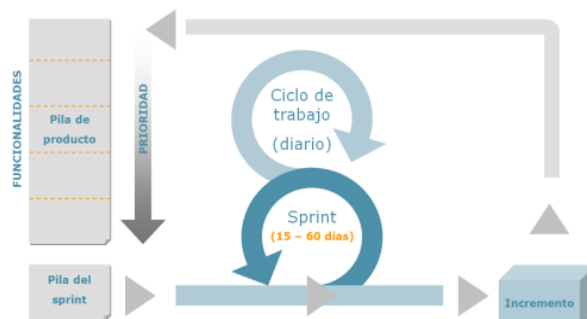 FUNCIONALIDADES
Pila de
producto
PRIORIDAD
Ciclo de
trabajo
(diario)
Sprint
(15 – 60 días)
Pila del
sprint
Incremento